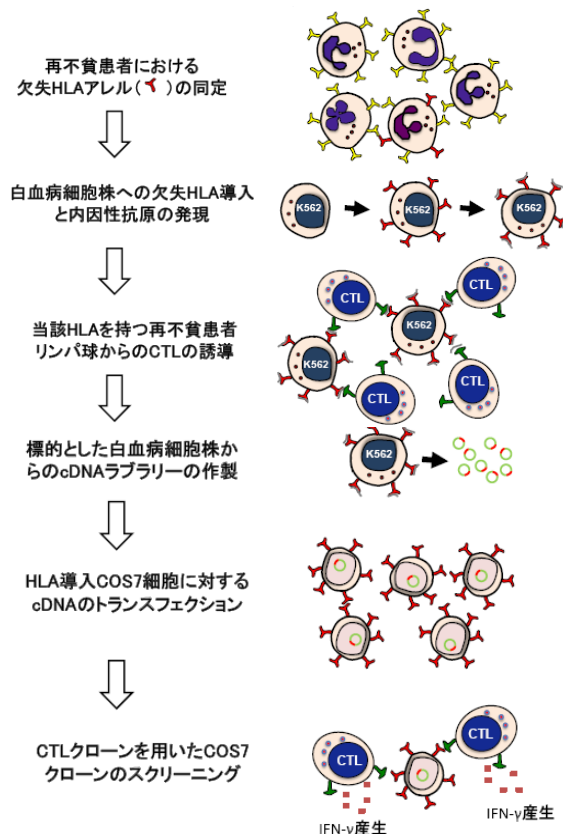 再不貧患者における
欠失HLAアレル( )の同定
白血病細胞株への欠失HLA導入
と内因性抗原の発現
K562
K562
K562
当該HLAを持つ再不貧患者
リンパ球からのCTLの誘導
CTL
CTL
K562
K562
CTL
CTL
標的とした白血病細胞株か
らのcDNAラブラリーの作製
K562
HLA導入COS7細胞に対する
cDNAのトランスフェクション
CTLクローンを用いたCOS7
クローンのスクリーニング
CTL
CTL
IFN-γ産生
IFN-γ産生